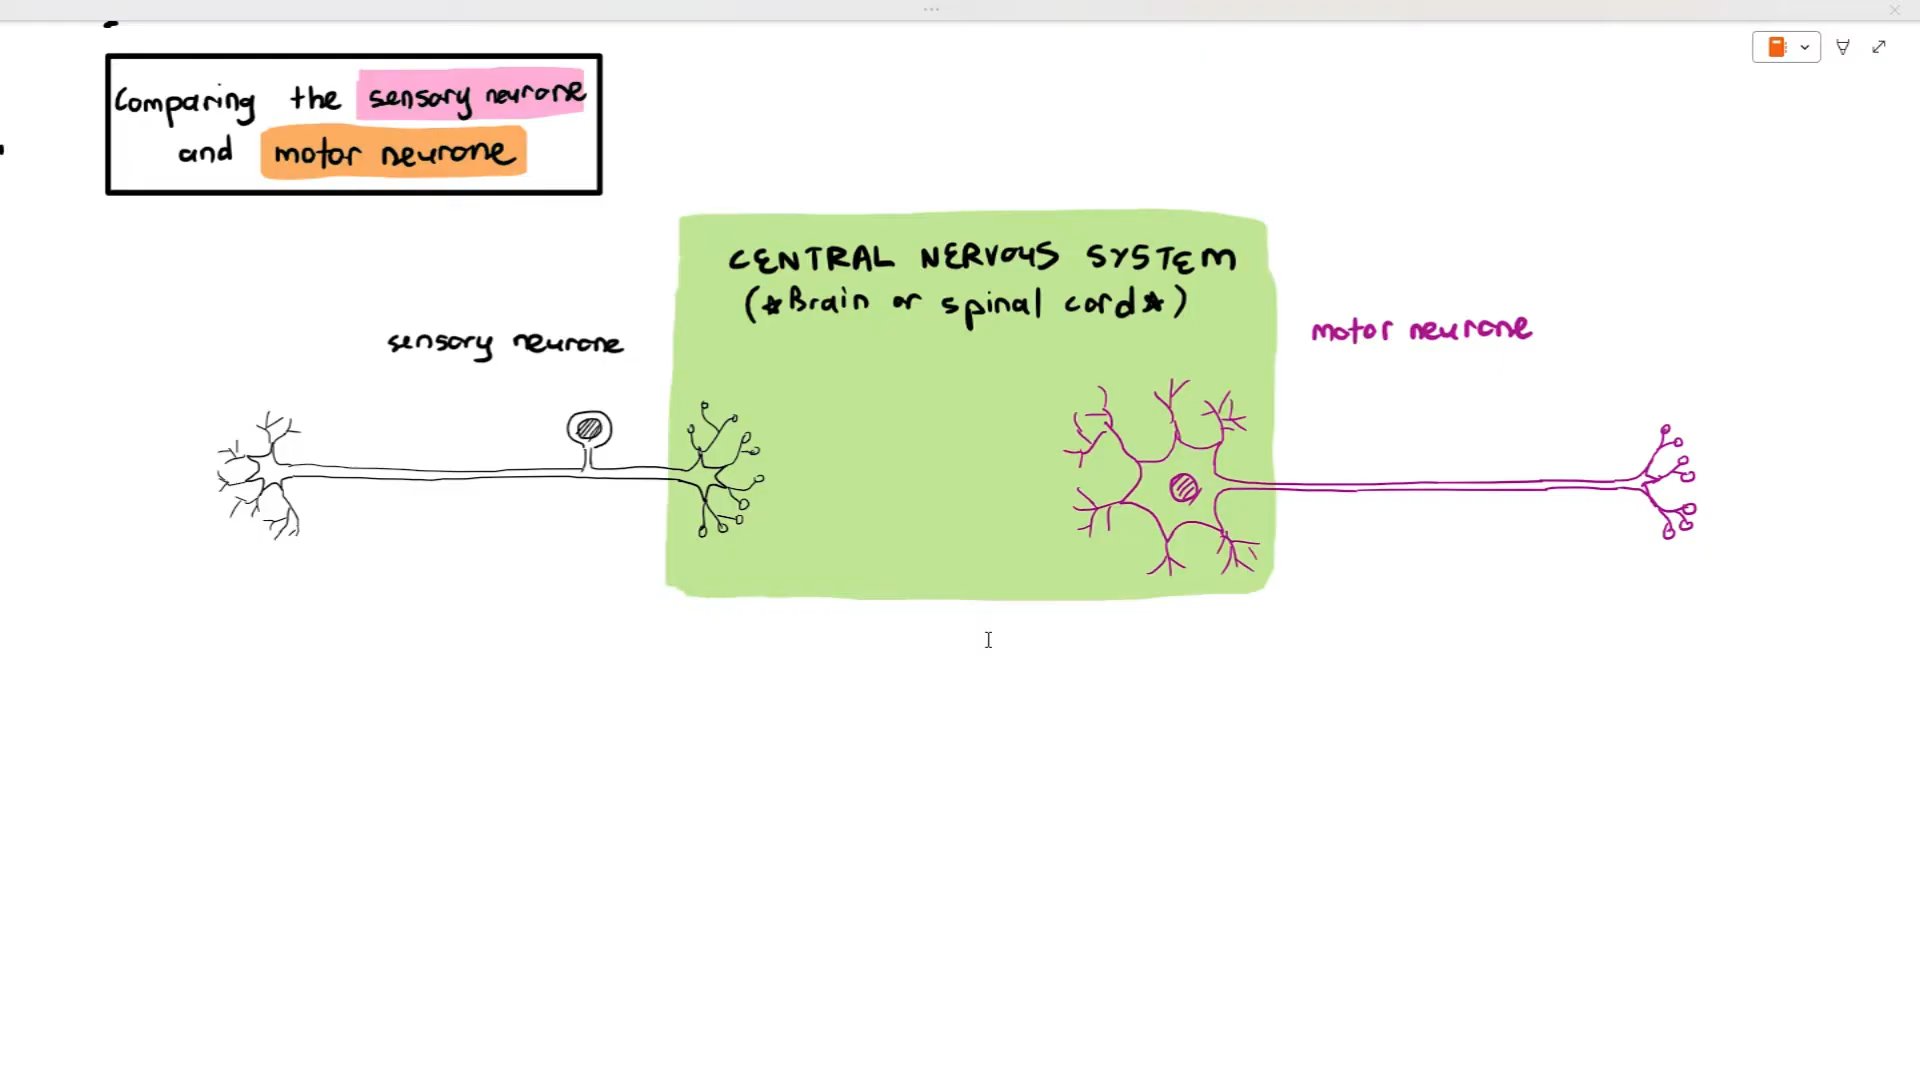 Comparing the sensory neurone
and motor neurone
CENTRAL NERVOUS SYSTEM
(*Brain or spinal cord*)
sensory neurone
motor neurone